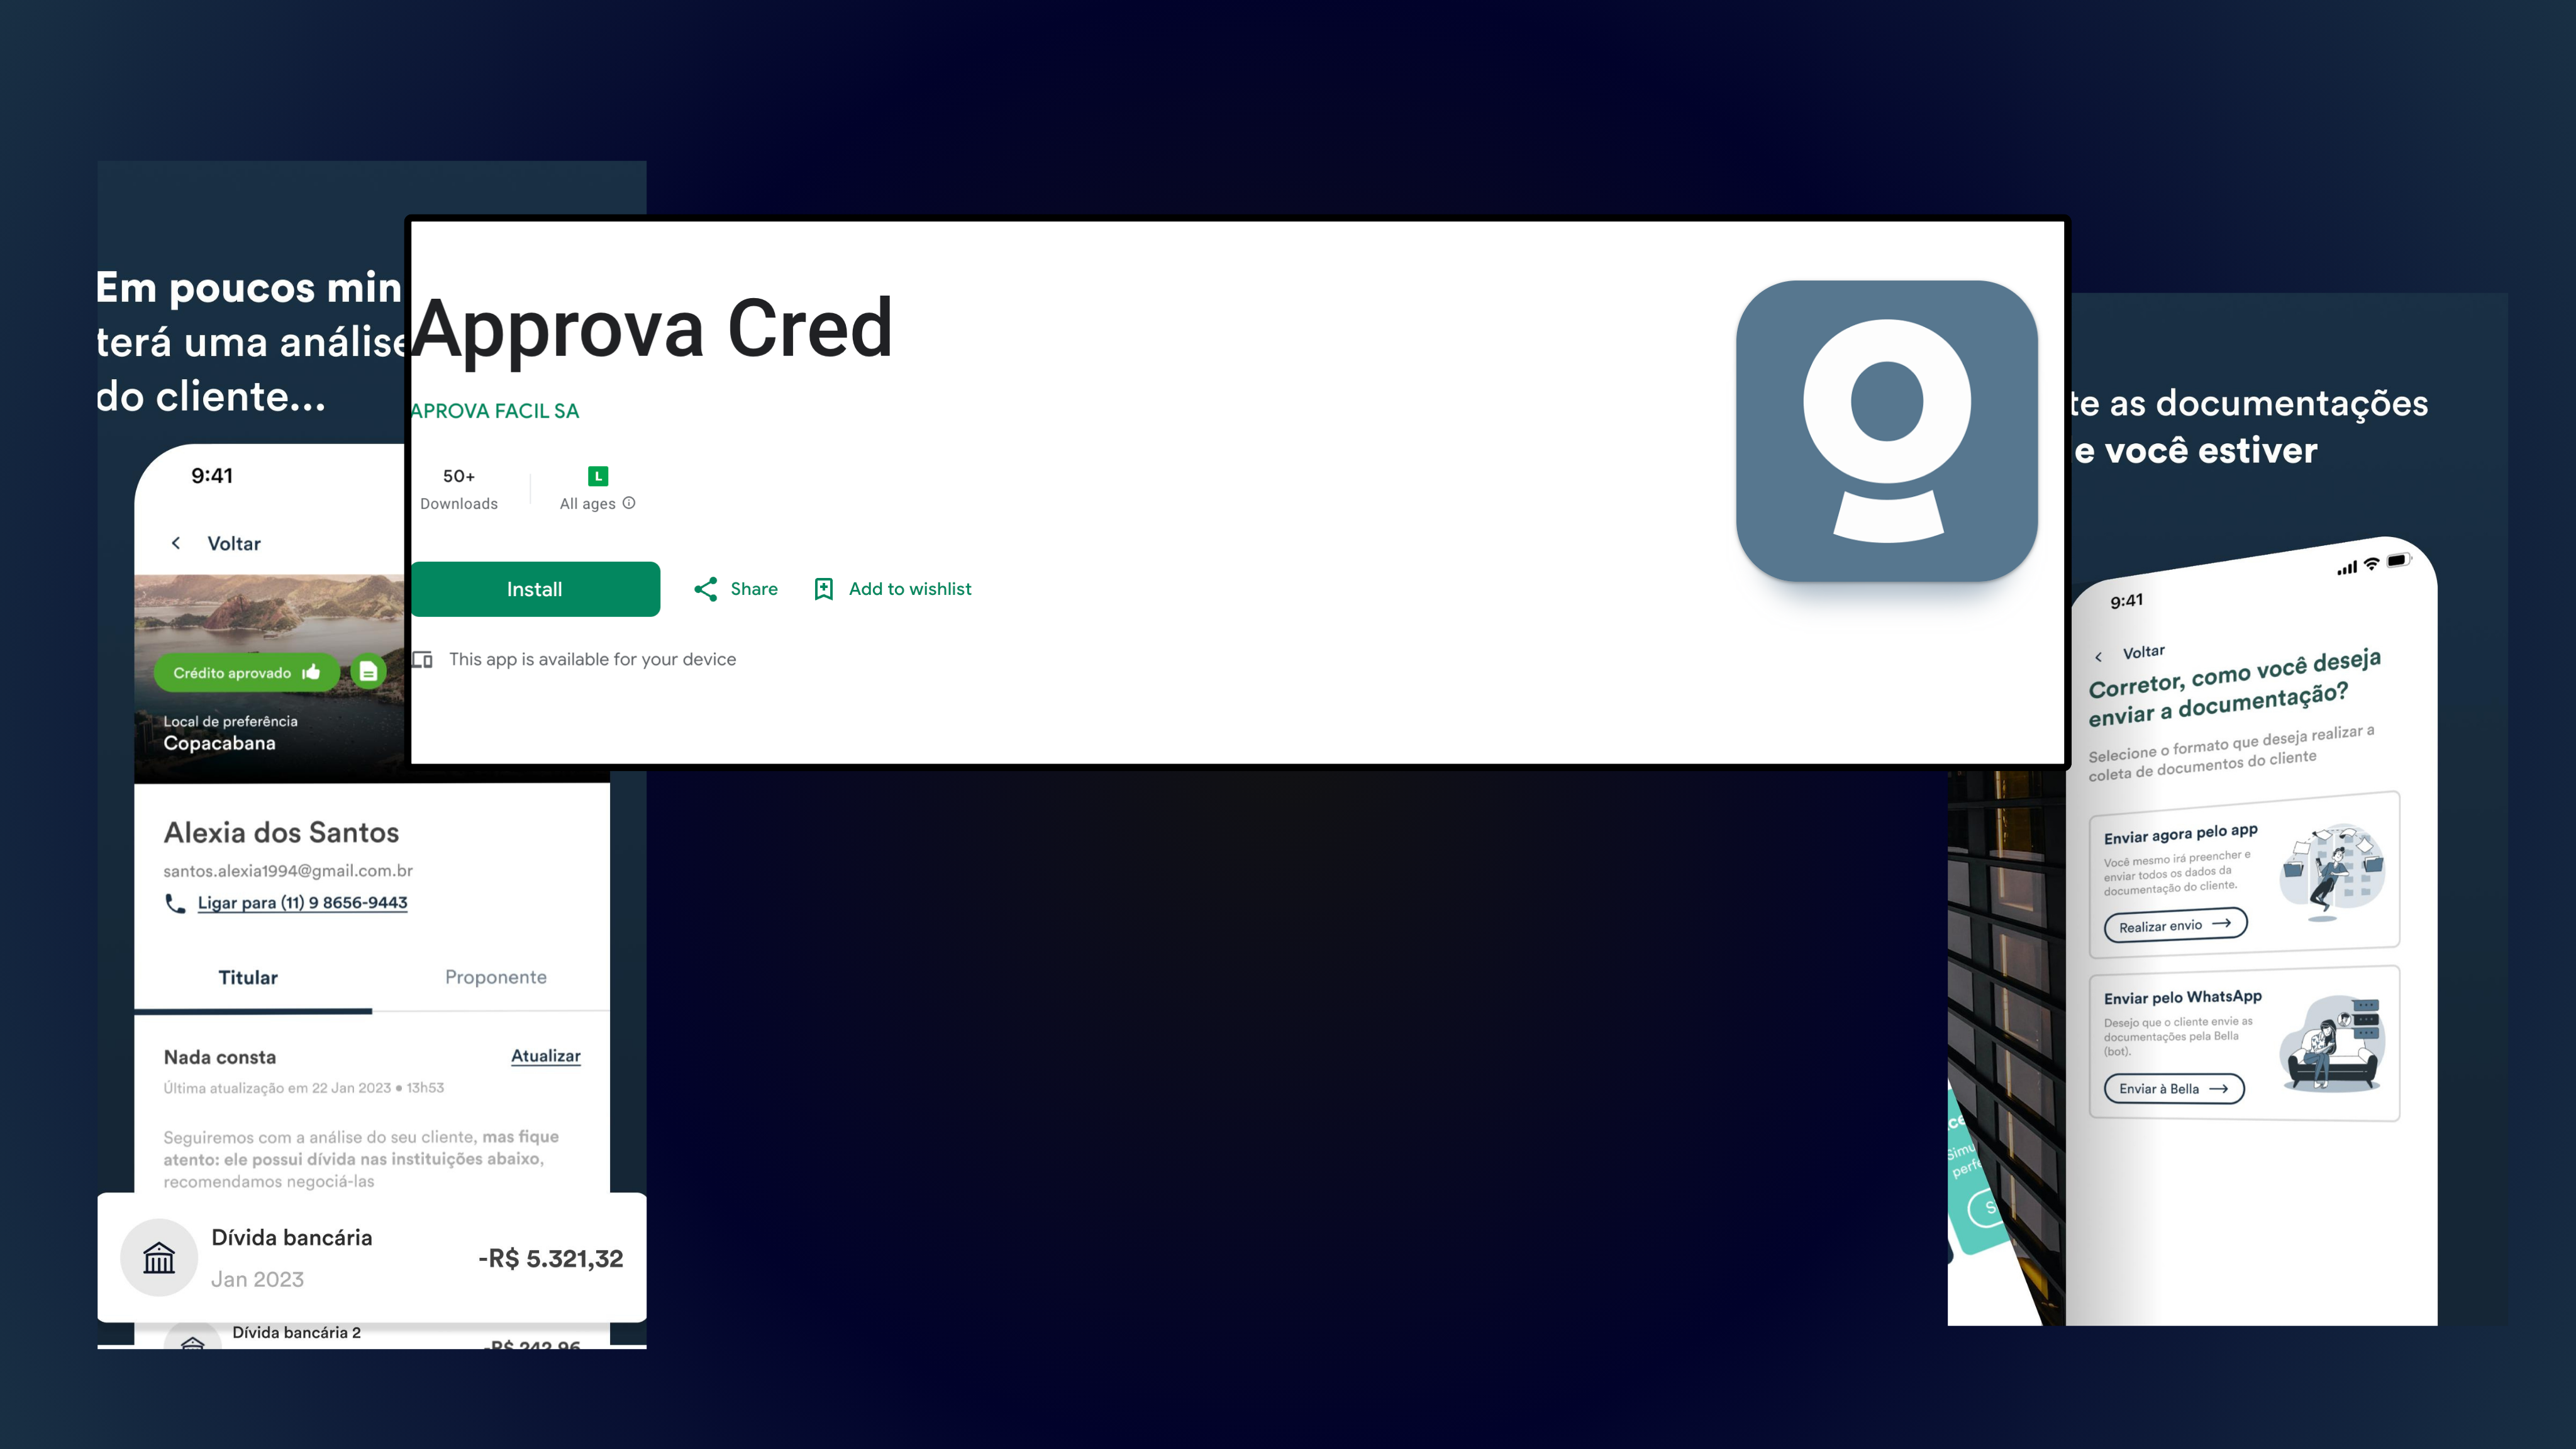 Em poucos min
terá uma análise
do cliente...
9:41
Voltar
Crédito aprovado
Local de preferência
Copacabana
Alexia dos Santos
santos.alexia1994@gmail.com.br
Ligar para (11) 9 8656-9443
Titular Proponente
Nada consta Atualizar
Última atualização em 22 Jan 2023 • 13h53
Seguiremos com a análise do seu cliente, mas fique
atento: ele possui dívida nas instituições abaixo,
recomendamos negociá-las
Dívida bancária
-R$ 5.321,32
Jan 2023
Dívida bancária 2
-R$ 242,96
Approva Cred
APROVA FACIL SA
50+
Downloads
L
All ages
Install
Share
Add to wishlist
This app is available for your device
te as documentações
e você estiver
9:41
Voltar
Corretor, como você deseja
enviar a documentação?
Selecione o formato que deseja realizar a
coleta de documentos do cliente
Enviar agora pelo app
Você mesmo irá preencher e
enviar todos os dados da
documentação do cliente.
Realizar envio
Enviar pelo WhatsApp
Desejo que o cliente envie as
documentações pela Bella
(bot).
Enviar à Bella
ce
Simu
perfe
S